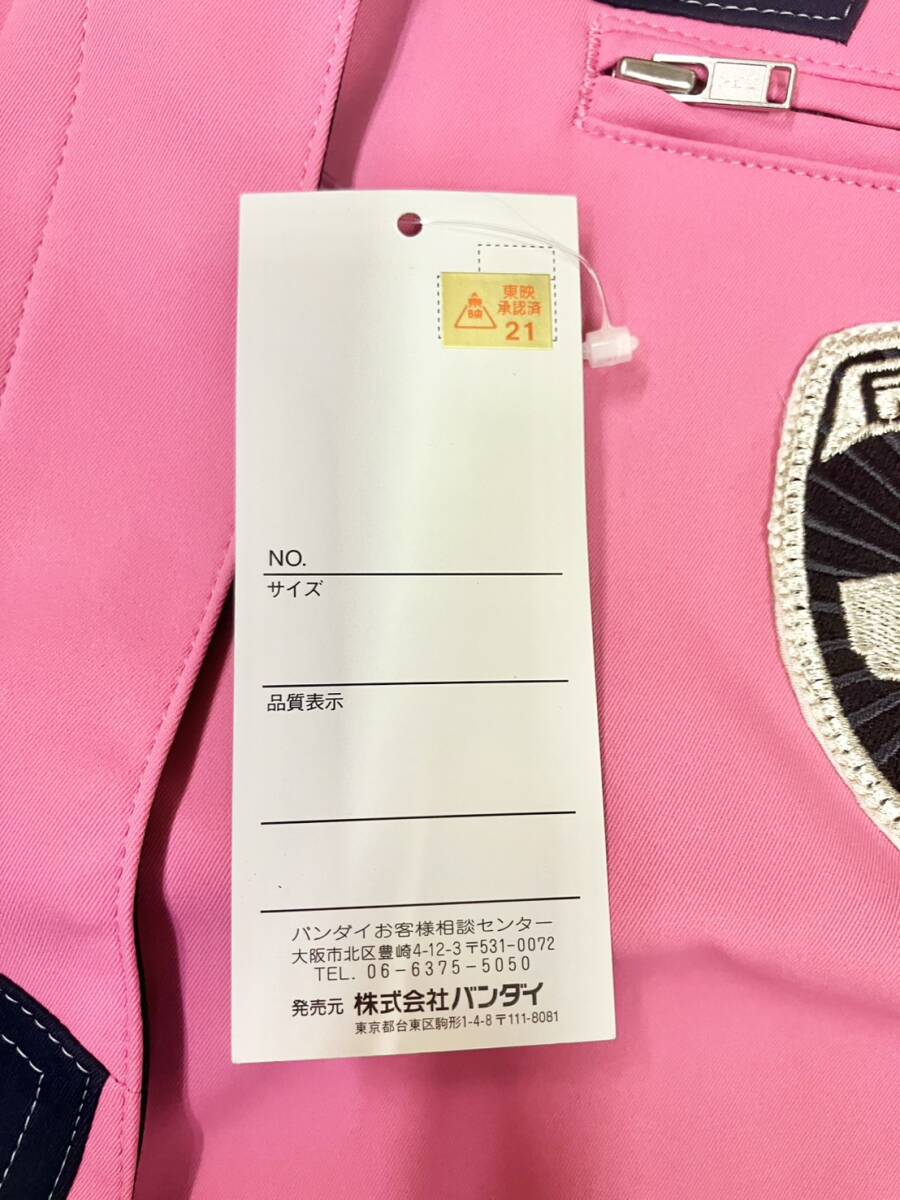 東映
承認済
21
東映
NO.
サイズ
品質表示
バンダイお客様相談センター
大阪市北区豊崎4-12-3〒531-0072
TEL. 06-6375-5050
発売元 株式会社バンダイ
東京都台東区駒形1-4-8〒111-8081